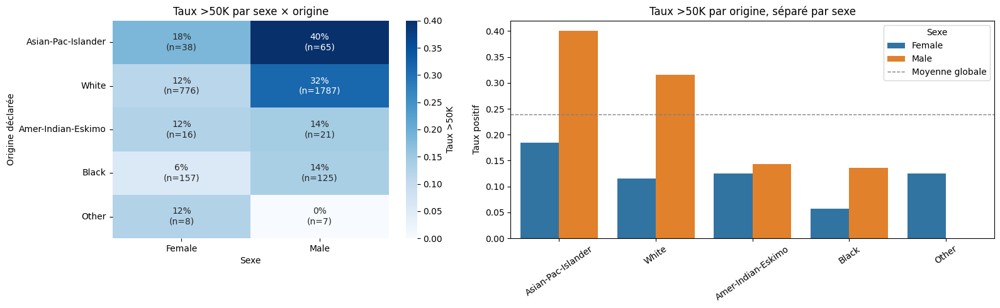 Taux >50K par sexe × origine
Origine déclarée
Asian-Pac-Islander
18%
(n=38)
40%
(n=65)
White
12%
(n=776)
32%
(n=1787)
Amer-Indian-Eskimo
12%
(n=16)
14%
(n=21)
Black
6%
(n=157)
14%
(n=125)
Other
12%
(n=8)
0%
(n=7)
Female
Male
Sexe
0.40
0.35
0.30
0.25
0.20
0.15
0.10
0.05
0.00
Taux >50K
Taux >50K par origine, séparé par sexe
Taux positif
0.40
0.35
0.30
0.25
0.20
0.15
0.10
0.05
0.00
Sexe
Female
Male
Moyenne globale
Asian-Pac-Islander
White
Amer-Indian-Eskimo
Black
Other